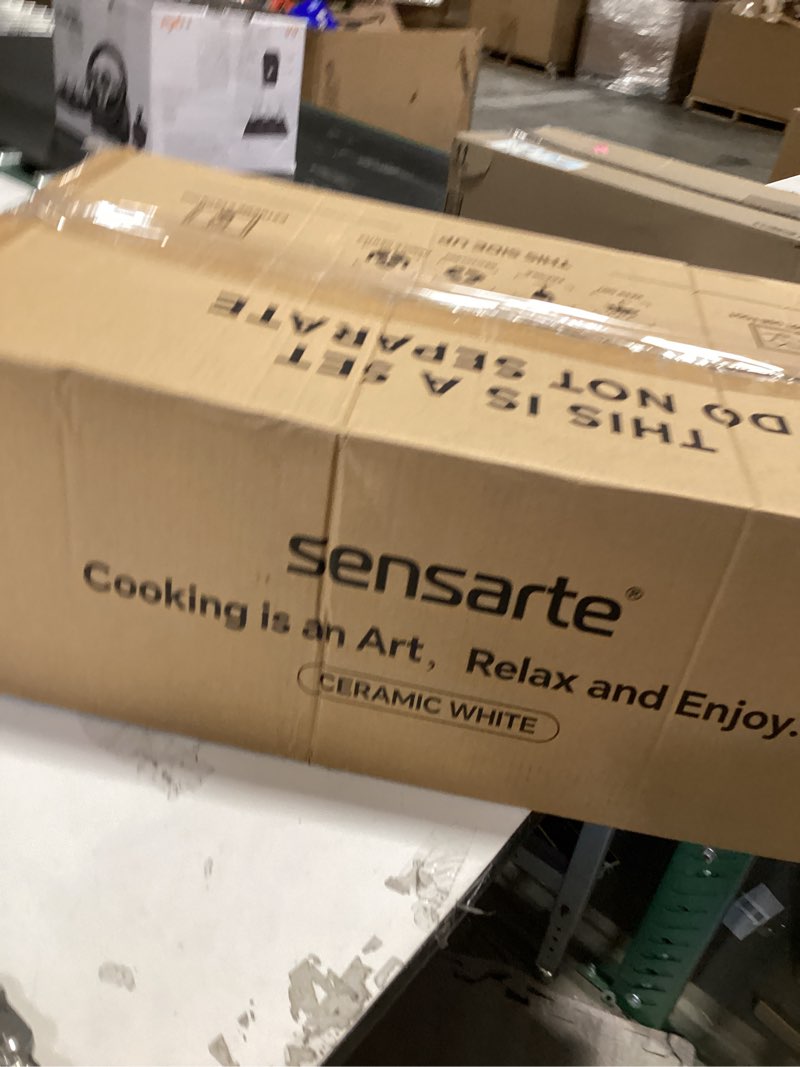 THIS SIDE UP
THIS IS A SET
DO NOT SEPARATE
sensarte®
Cooking is an Art, Relax and Enjoy.
CERAMIC WHITE